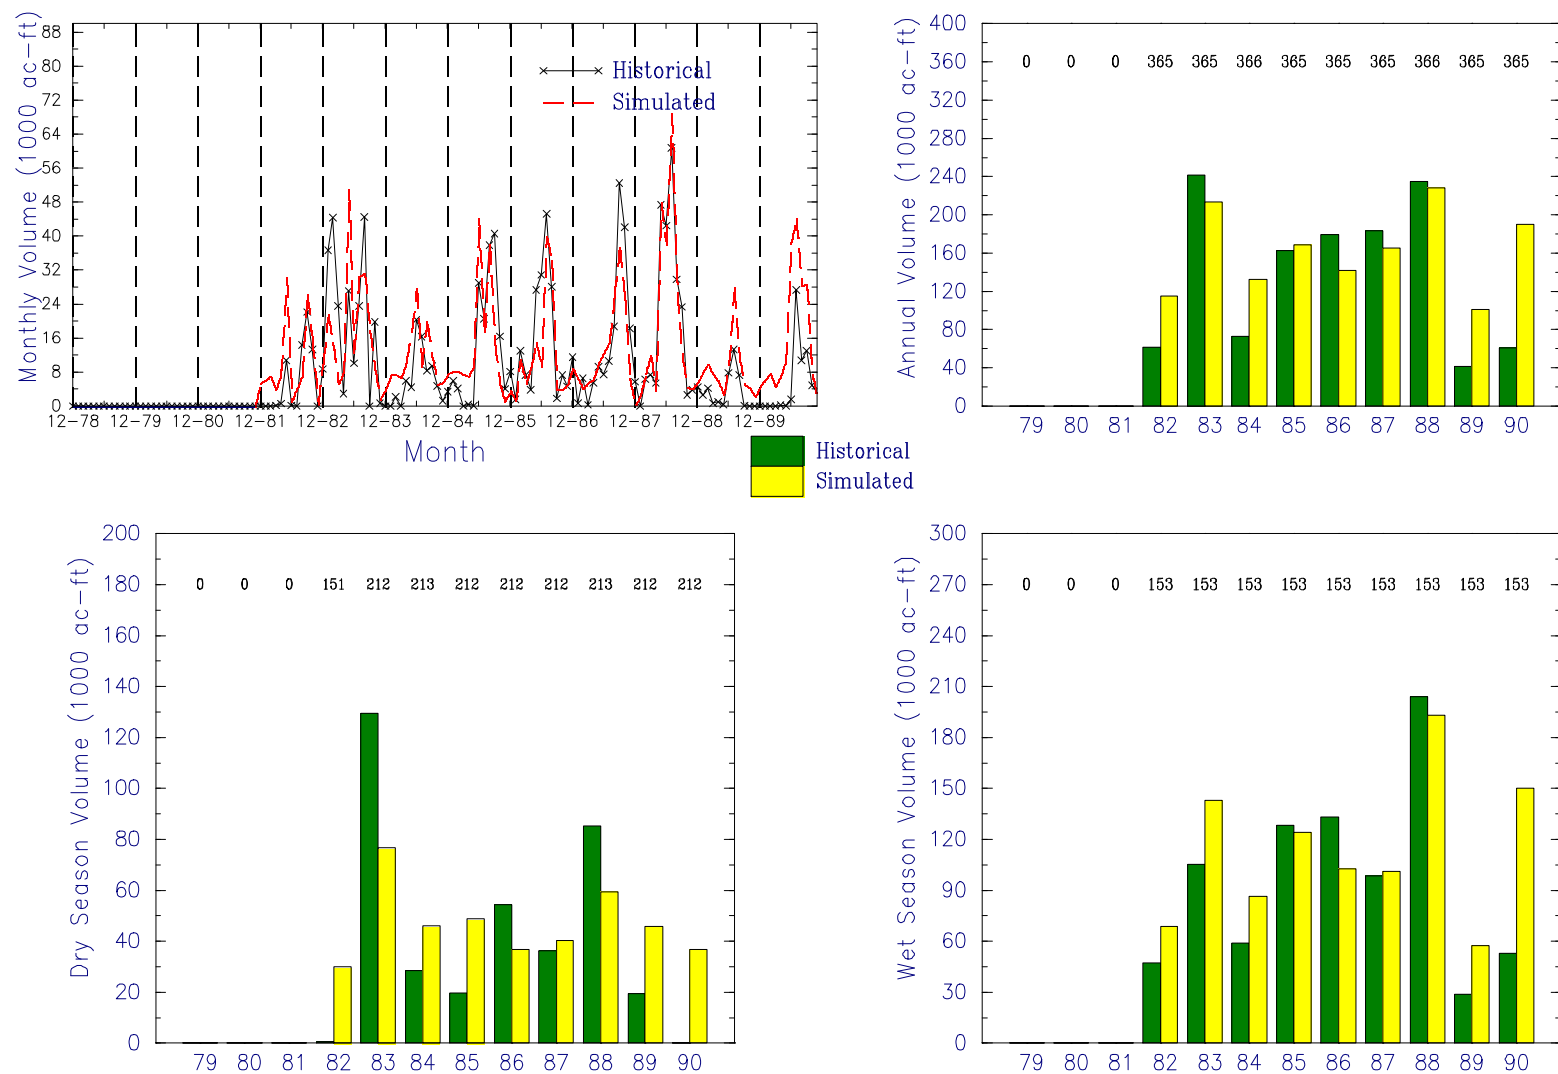 Monthly Volume (1000 ac-ft)
88
80
72
64
56
48
40
32
24
16
8
0
12-78 12-79 12-80 12-81 12-82 12-83 12-84 12-85 12-86 12-87 12-88 12-89
Month
Historical
Simulated
Annual Volume (1000 ac-ft)
400
360
320
280
240
200
160
120
80
40
0
0 0 0 365 365 366 365 365 365 366 365 365
79 80 81 82 83 84 85 86 87 88 89 90
Historical
Simulated
Dry Season Volume (1000 ac-ft)
200
180
160
140
120
100
80
60
40
20
0
0 0 0 151 212 213 212 212 212 213 212 212
79 80 81 82 83 84 85 86 87 88 89 90
Wet Season Volume (1000 ac-ft)
300
270
240
210
180
150
120
90
60
30
0
0 0 0 153 153 153 153 153 153 153 153 153
79 80 81 82 83 84 85 86 87 88 89 90